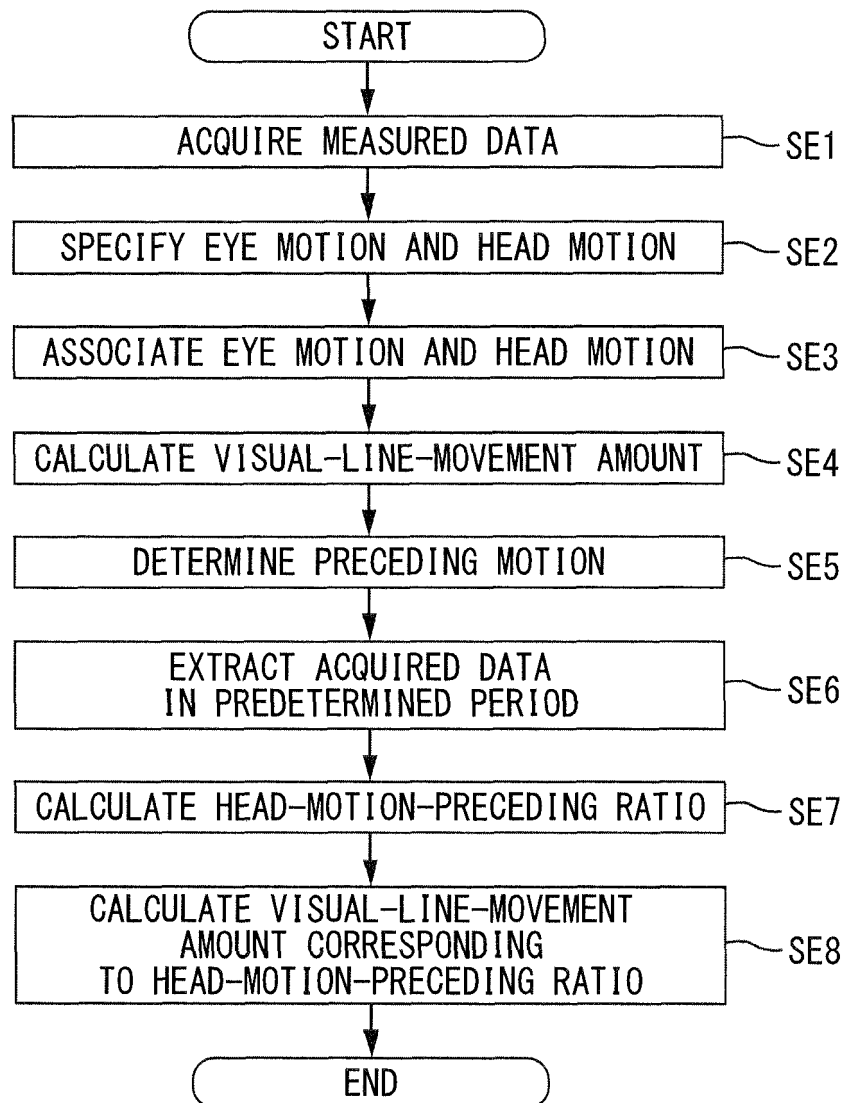 START
ACQUIRE MEASURED DATA
SE1
SPECIFY EYE MOTION AND HEAD MOTION
SE2
ASSOCIATE EYE MOTION AND HEAD MOTION
SE3
CALCULATE VISUAL-LINE-MOVEMENT AMOUNT
SE4
DETERMINE PRECEDING MOTION
SE5
EXTRACT ACQUIRED DATA
IN PREDETERMINED PERIOD
SE6
CALCULATE HEAD-MOTION-PRECEDING RATIO
SE7
CALCULATE VISUAL-LINE-MOVEMENT
AMOUNT CORRESPONDING
TO HEAD-MOTION-PRECEDING RATIO
SE8
END